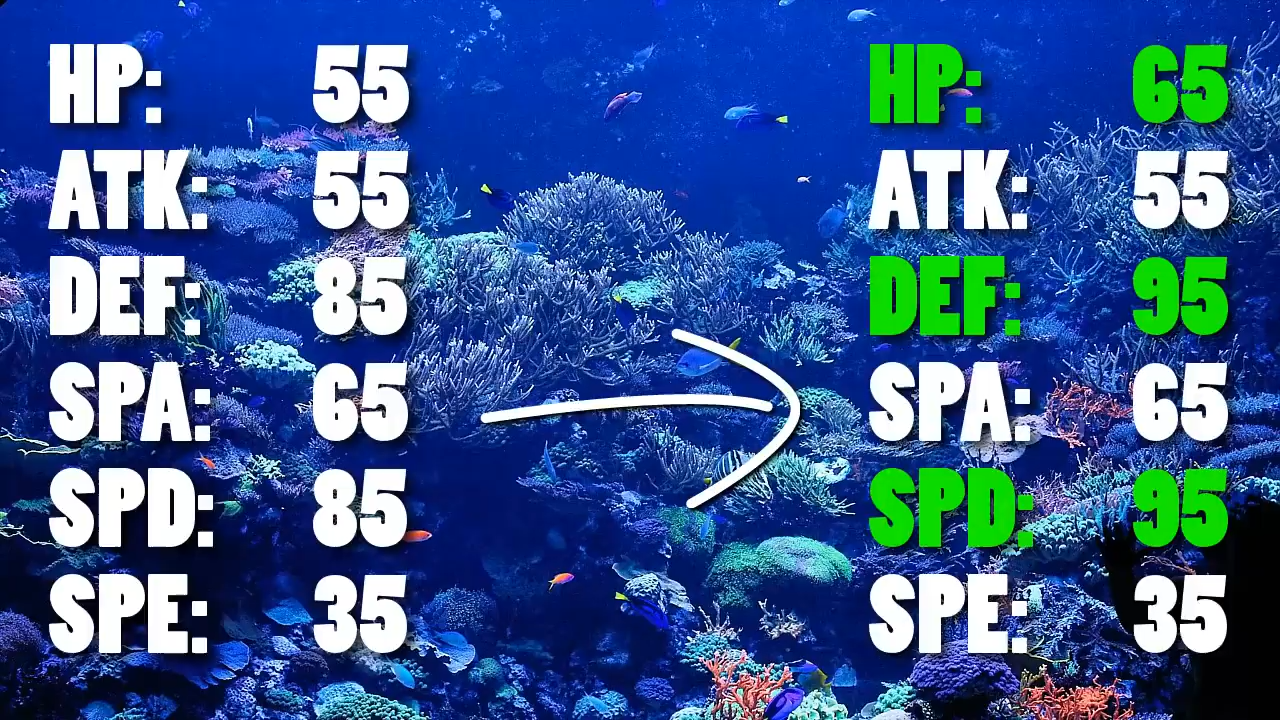 HP: 55
ATK: 55
DEF: 85
SPA: 65
SPD: 85
SPE: 35
HP: 65
ATK: 55
DEF: 95
SPA: 65
SPD: 95
SPE: 35